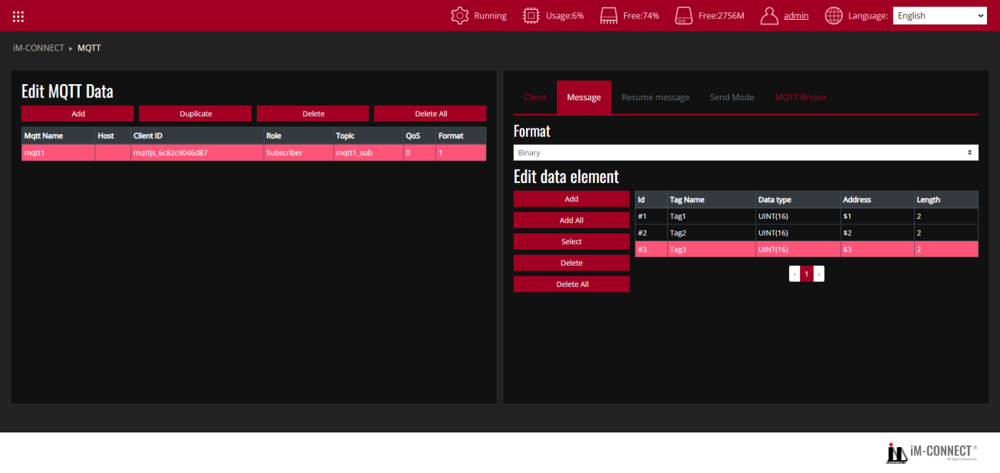 Running Usage:6% Free:74% Free:2756M admin Language: English
iM-CONNECT ▸ MQTT
Edit MQTT Data
Add Duplicate Delete Delete All
Mqtt Name Host Client ID Role Topic QoS Format
mqtt1 mqttjs_6c82c9046d87 Subscriber mqtt1_sub 0 1
Client Message Resume message Send Mode MQTT Broker
Format
Binary
Edit data element
Add
Add All
Select
Delete
Delete All
Id Tag Name Data type Address Length
#1 Tag1 UINT(16) $1 2
#2 Tag2 UINT(16) $2 2
#3 Tag3 UINT(16) $3 2
‹ 1 ›
iM CONNECT iM-CONNECT®
All Rights Reserved